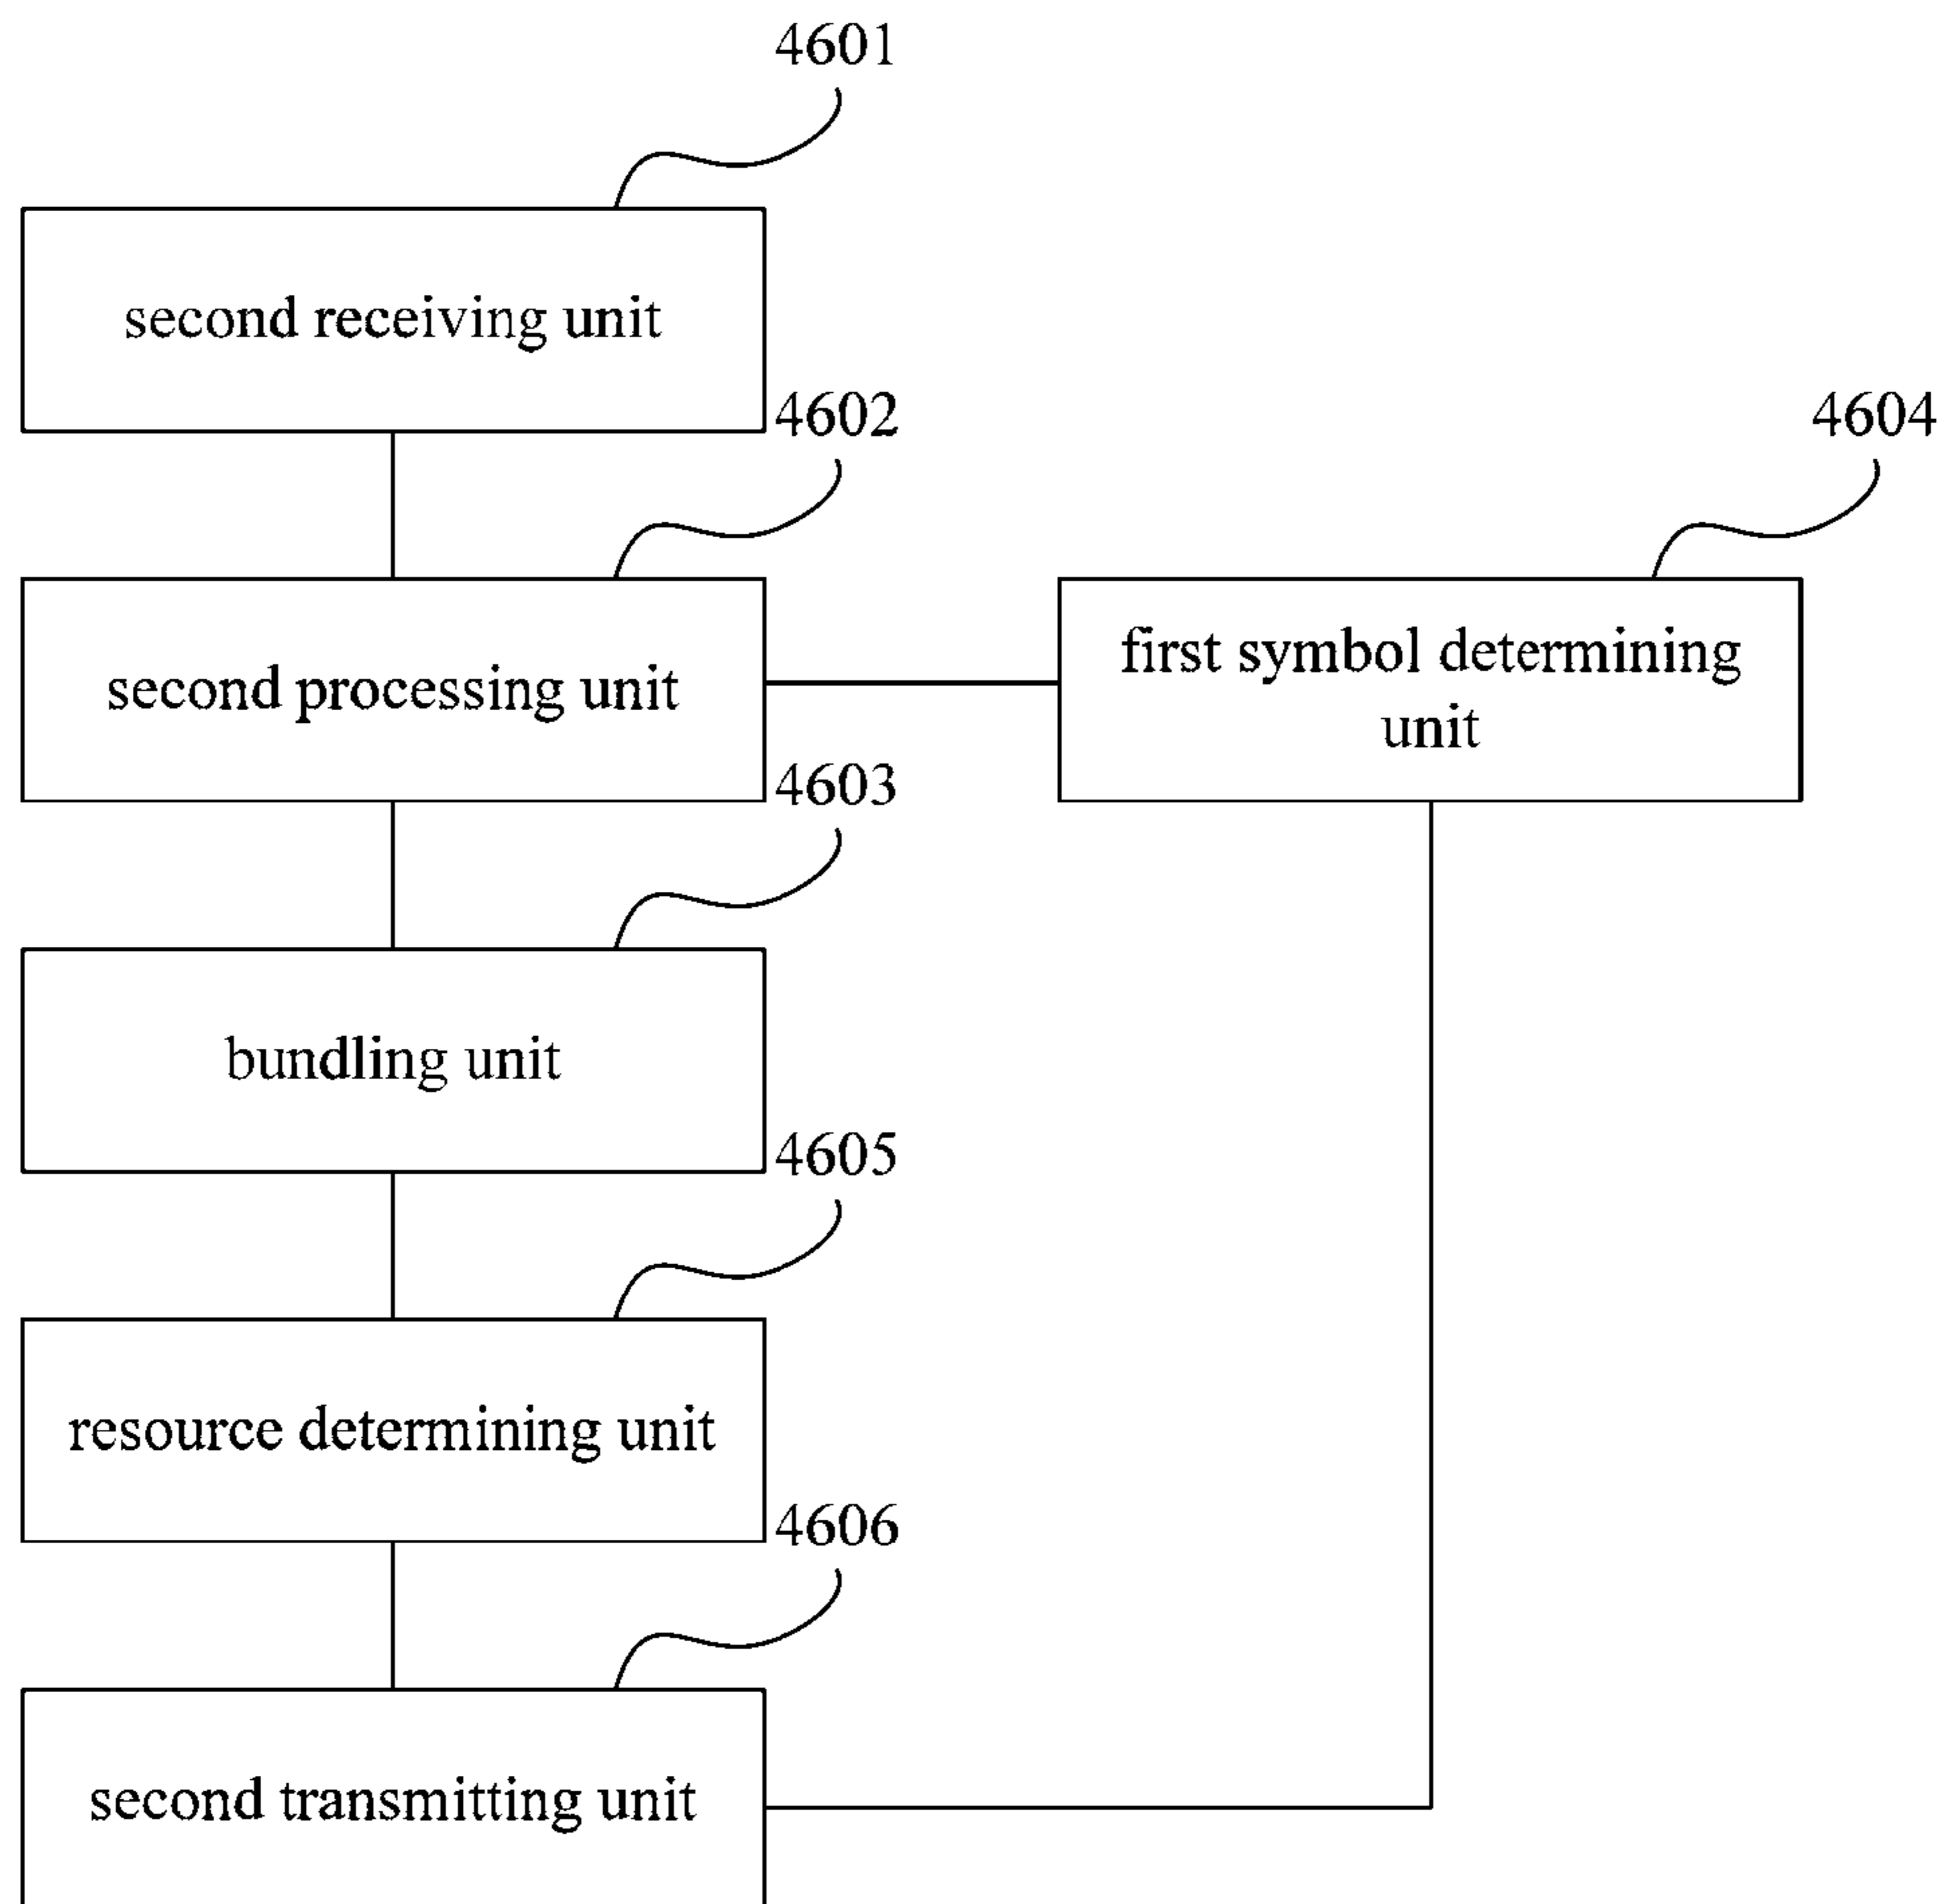 4601
second receiving unit
4602
4604
second processing unit
first symbol determining
unit
4603
bundling unit
4605
resource determining unit
4606
second transmitting unit